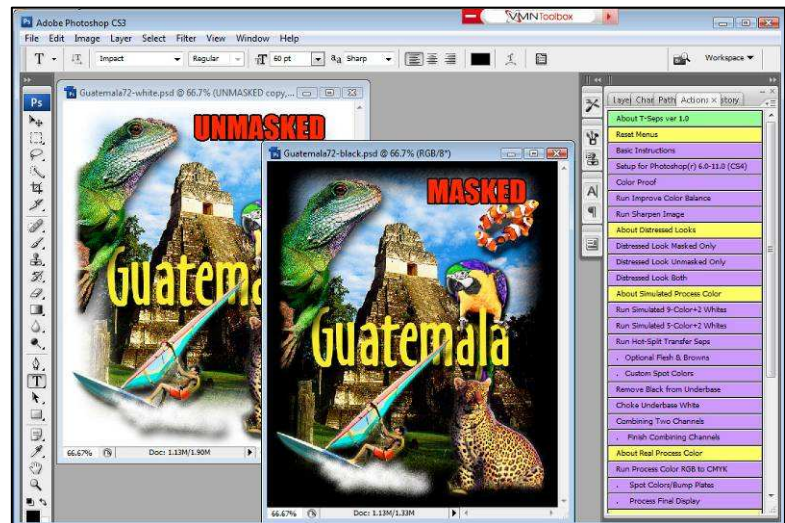 VMNToolbox
Adobe Photoshop CS3
File Edit Image Layer Select Filter View Window Help
T Impact Regular 60 pt aa Sharp Workspace
Ps
Guatemala72-white.psd @ 66.7% (UNMASKED copy,...
UNMASKED
Guatemala
66.67% Doc: 1.13M/1.90M
Guatemala72-black.psd @ 66.7% (RGB/8*)
MASKED
Guatemala
66.67% Doc: 1.13M/1.33M
Actions ×
About T-Seps ver 1.0
Reset Menus
Basic Instructions
Setup for Photoshop(r) 6.0-11.0 (CS4)
Color Proof
Run Improve Color Balance
Run Sharpen Image
About Distressed Looks
Distressed Look Masked Only
Distressed Look Unmasked Only
Distressed Look Both
About Simulated Process Color
Run Simulated 9-Color+2 Whites
Run Simulated 5-Color+2 Whites
Run Hot-Split Transfer Seps
. Optional Flesh & Browns
. Custom Spot Colors
Remove Black from Underbase
Choke Underbase White
Combining Two Channels
. Finish Combining Channels
About Real Process Color
Run Process Color RGB to CMYK
. Spot Colors/Bump Plates
. Process Final Display